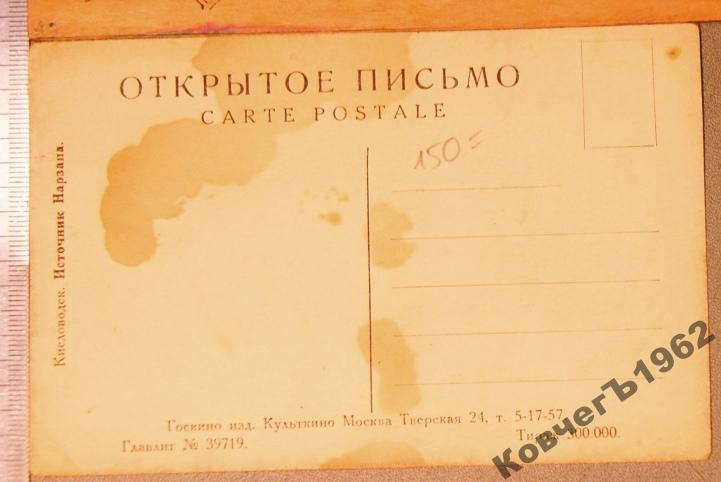 ОТКРЫТОЕ ПИСЬМО
CARTE POSTALE
150=
Кисловодск. Источник Нарзана.
Госкино изд. Культкино Москва Тверская 24, т. 5-17-57.
Главлит № 39719.
Тираж 300.000.
КовчегЪ1962